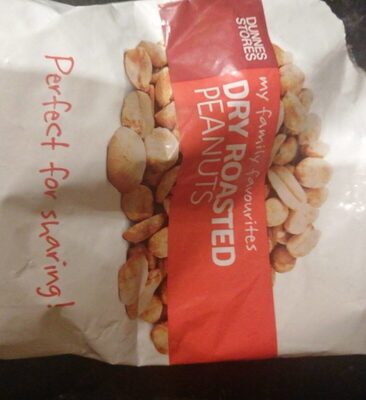 DUNNES
STORES
my family favourites
DRY ROASTED
PEANUTS
Perfect for sharing!